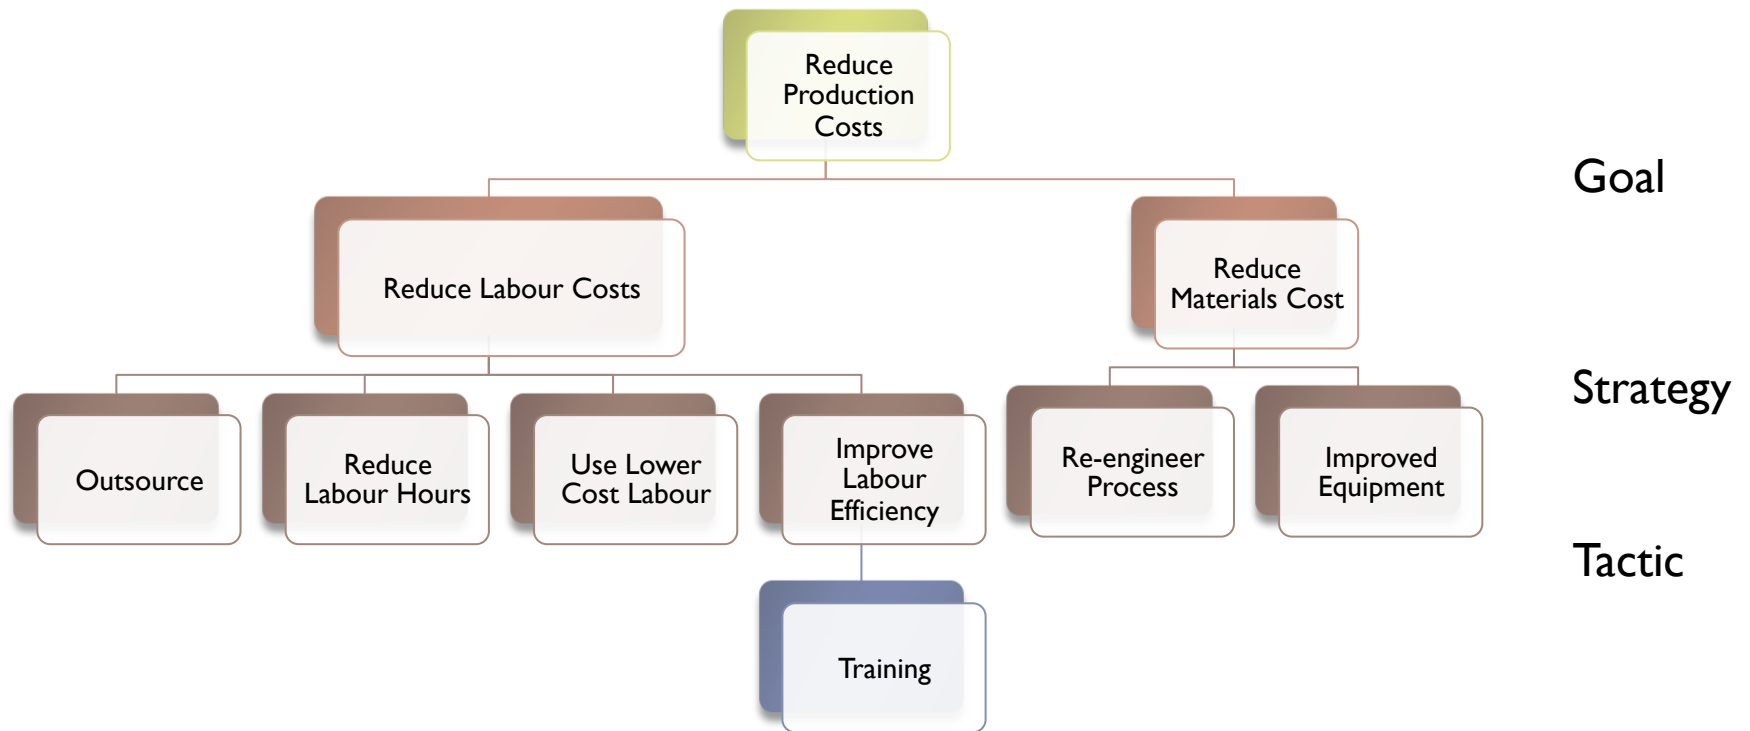 Reduce
Production
Costs
Goal
Reduce Labour Costs
Reduce
Materials Cost
Strategy
Outsource
Reduce
Labour Hours
Use Lower
Cost Labour
Improve
Labour
Efficiency
Re-engineer
Process
Improved
Equipment
Tactic
Training